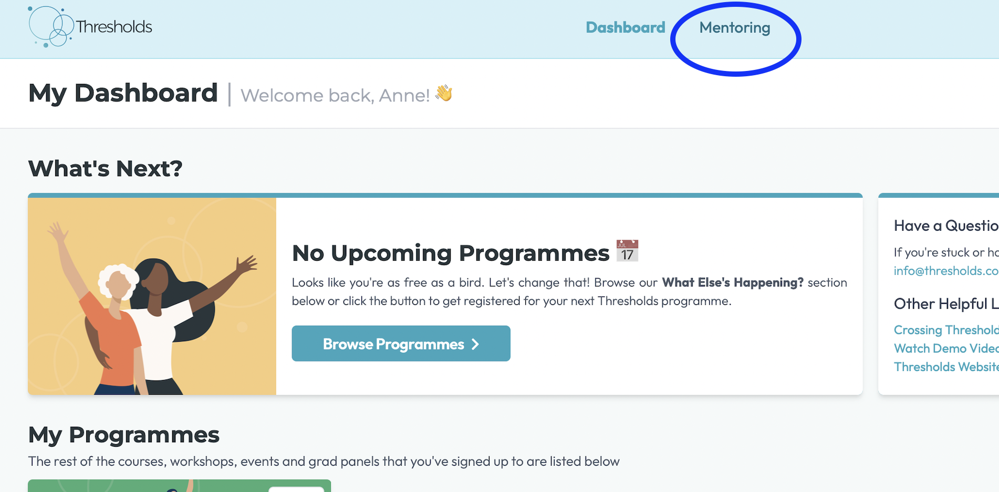 Thresholds
Dashboard
Mentoring
My Dashboard | Welcome back, Anne! 👋
What's Next?
No Upcoming Programmes
JUL
17
Looks like you're as free as a bird. Let's change that! Browse our What Else's Happening? section
below or click the button to get registered for your next Thresholds programme.
Browse Programmes
Have a Questio
If you're stuck or ha
info@thresholds.co
Other Helpful L
Crossing Threshold
Watch Demo Video
Thresholds Website
My Programmes
The rest of the courses, workshops, events and grad panels that you've signed up to are listed below